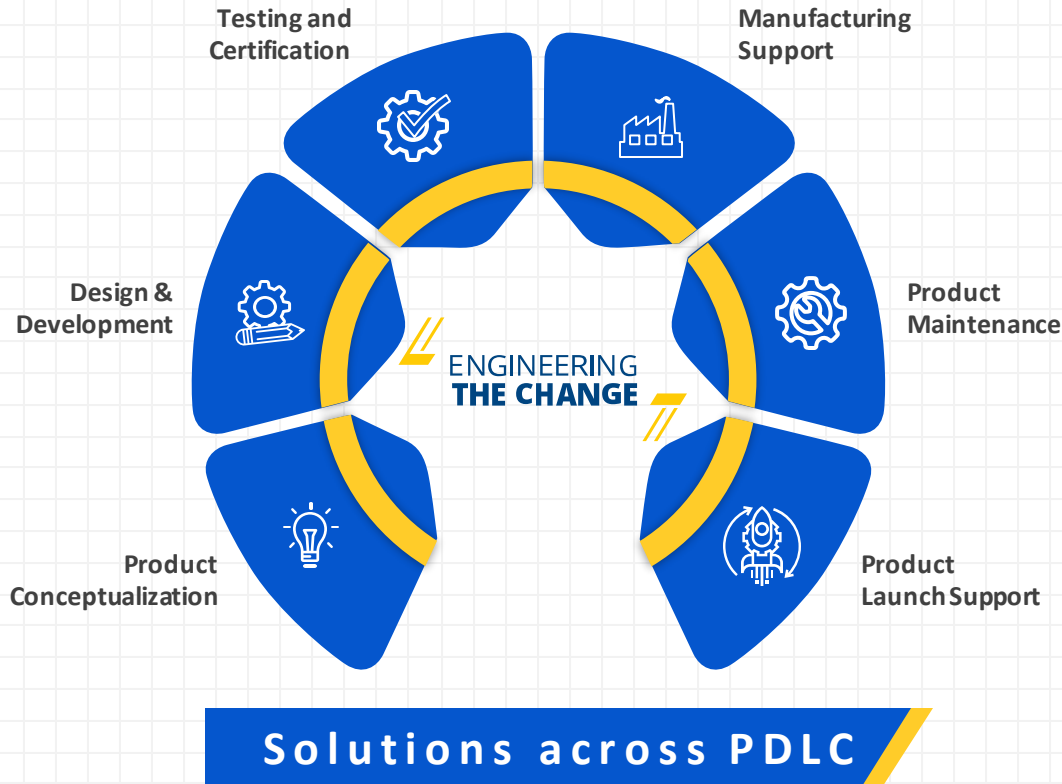 Testing and
Certification
Manufacturing
Support
Design &
Development
Product
Maintenance
ENGINEERING
THE CHANGE
Product
Conceptualization
Product
Launch Support
Solutions across PDLC